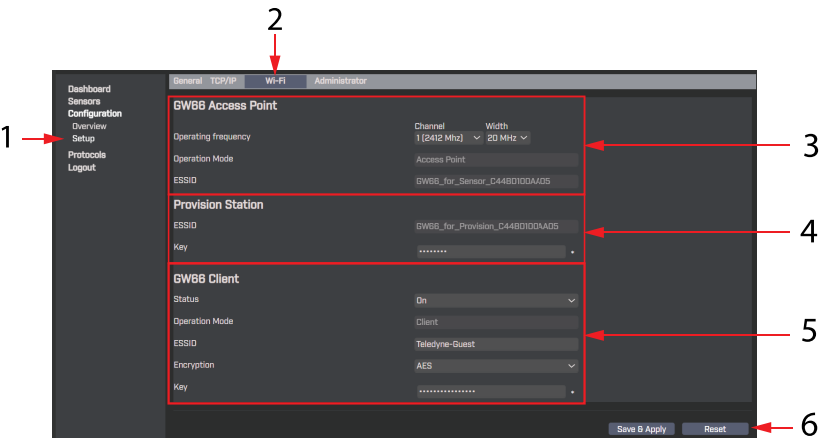 2
General TCP/IP Wi-Fi Administrator
Dashboard
Sensors
Configuration
Overview
1 Setup
Protocols
Logout
GW66 Access Point
Channel Width
Operating frequency 1 (2412 Mhz) 20 MHz
3
Operation Mode Access Point
ESSID GW66_for_Sensor_C44BD100AA05
Provision Station
ESSID GW66_for_Provision_C44BD100AA05
4
Key ········
GW66 Client
Status On
Operation Mode Client
5
ESSID Teledyne-Guest
Encryption AES
Key ···············
Save & Apply Reset 6